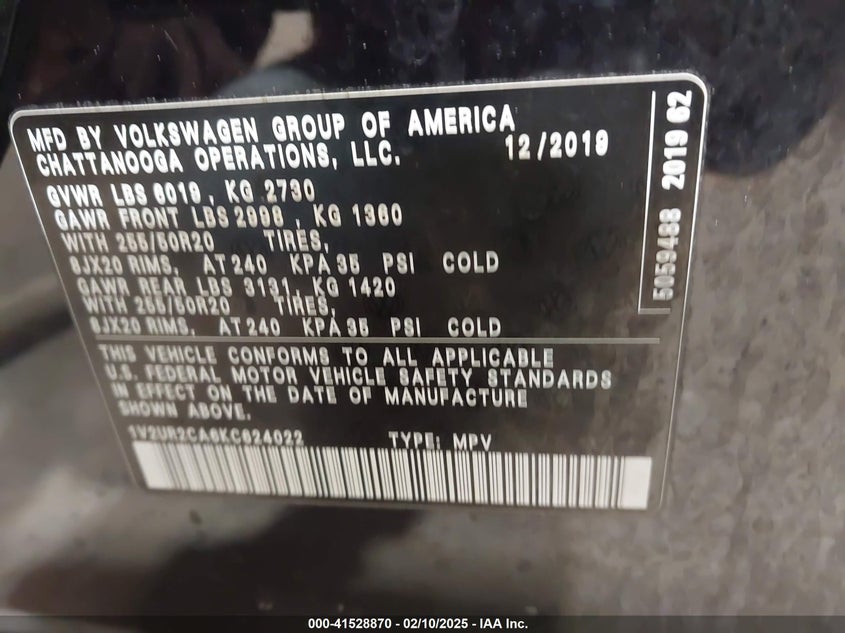 MFD BY VOLKSWAGEN GROUP OF AMERICA
CHATTANOOGA OPERATIONS, LLC. 12/2019
GVWR LBS 6019 , KG 2730
GAWR FRONT LBS 2998 , KG 1360
WITH 255/50R20 TIRES,
8JX20 RIMS, AT 240 KPA 35 PSI COLD
GAWR REAR LBS 3131, KG 1420
WITH 255/50R20 TIRES,
8JX20 RIMS, AT 240 KPA 35 PSI COLD
THIS VEHICLE CONFORMS TO ALL APPLICABLE
U.S. FEDERAL MOTOR VEHICLE SAFETY STANDARDS
IN EFFECT ON THE DATE OF MANUFACTURE
SHOWN ABOVE.
1V2UR2CA6KC624022 TYPE: MPV
5059488 2019 62
000-41528870 - 02/10/2025 - IAA Inc.